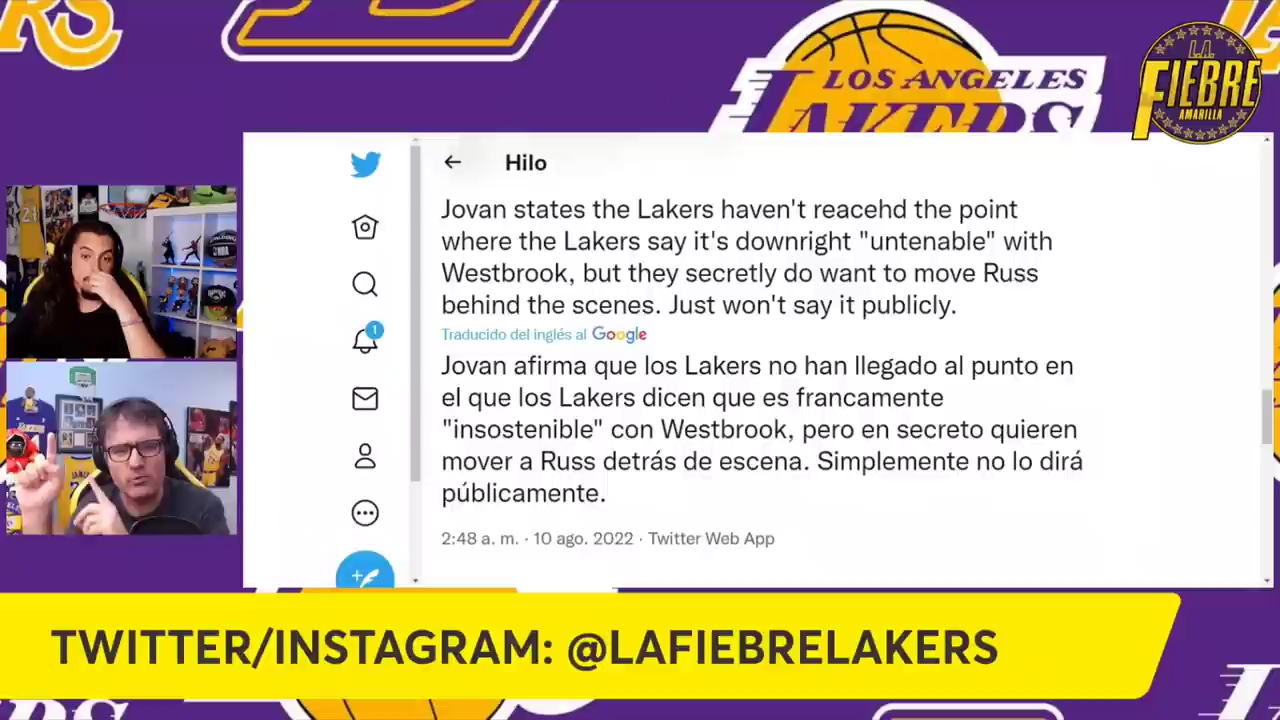 LOS ANGELES
LAKERS
L.A.
FIEBRE
AMARILLA
Hilo
Jovan states the Lakers haven't reacehd the point
where the Lakers say it's downright "untenable" with
Westbrook, but they secretly do want to move Russ
behind the scenes. Just won't say it publicly.
Traducido del inglés al Google
Jovan afirma que los Lakers no han llegado al punto en
el que los Lakers dicen que es francamente
"insostenible" con Westbrook, pero en secreto quieren
mover a Russ detrás de escena. Simplemente no lo dirá
públicamente.
2:48 a. m. · 10 ago. 2022 · Twitter Web App
1
TWITTER/INSTAGRAM: @LAFIEBRELAKERS